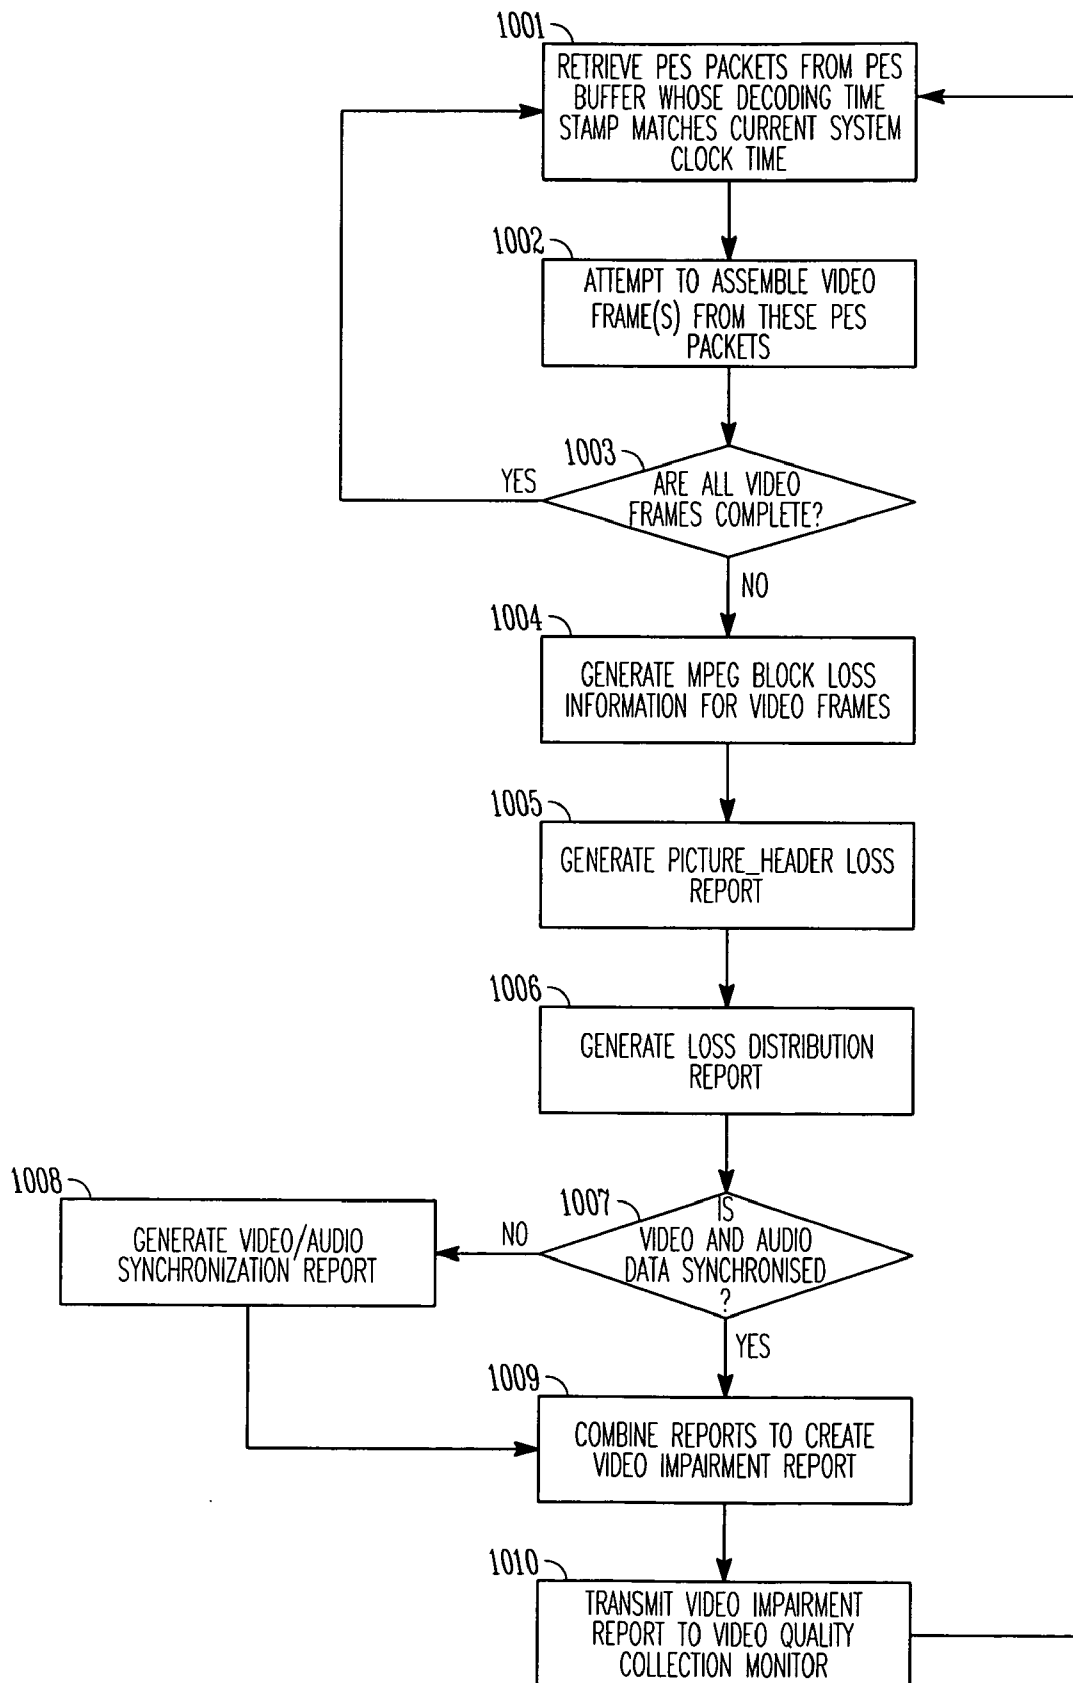 1001
RETRIEVE PES PACKETS FROM PES
BUFFER WHOSE DECODING TIME
STAMP MATCHES CURRENT SYSTEM
CLOCK TIME
1002
ATTEMPT TO ASSEMBLE VIDEO
FRAME(S) FROM THESE PES
PACKETS
1003
YES
ARE ALL VIDEO
FRAMES COMPLETE?
NO
1004
GENERATE MPEG BLOCK LOSS
INFORMATION FOR VIDEO FRAMES
1005
GENERATE PICTURE_HEADER LOSS
REPORT
1006
GENERATE LOSS DISTRIBUTION
REPORT
1007
IS
VIDEO AND AUDIO
DATA SYNCHRONISED
?
NO
1008
GENERATE VIDEO/AUDIO
SYNCHRONIZATION REPORT
YES
1009
COMBINE REPORTS TO CREATE
VIDEO IMPAIRMENT REPORT
1010
TRANSMIT VIDEO IMPAIRMENT
REPORT TO VIDEO QUALITY
COLLECTION MONITOR